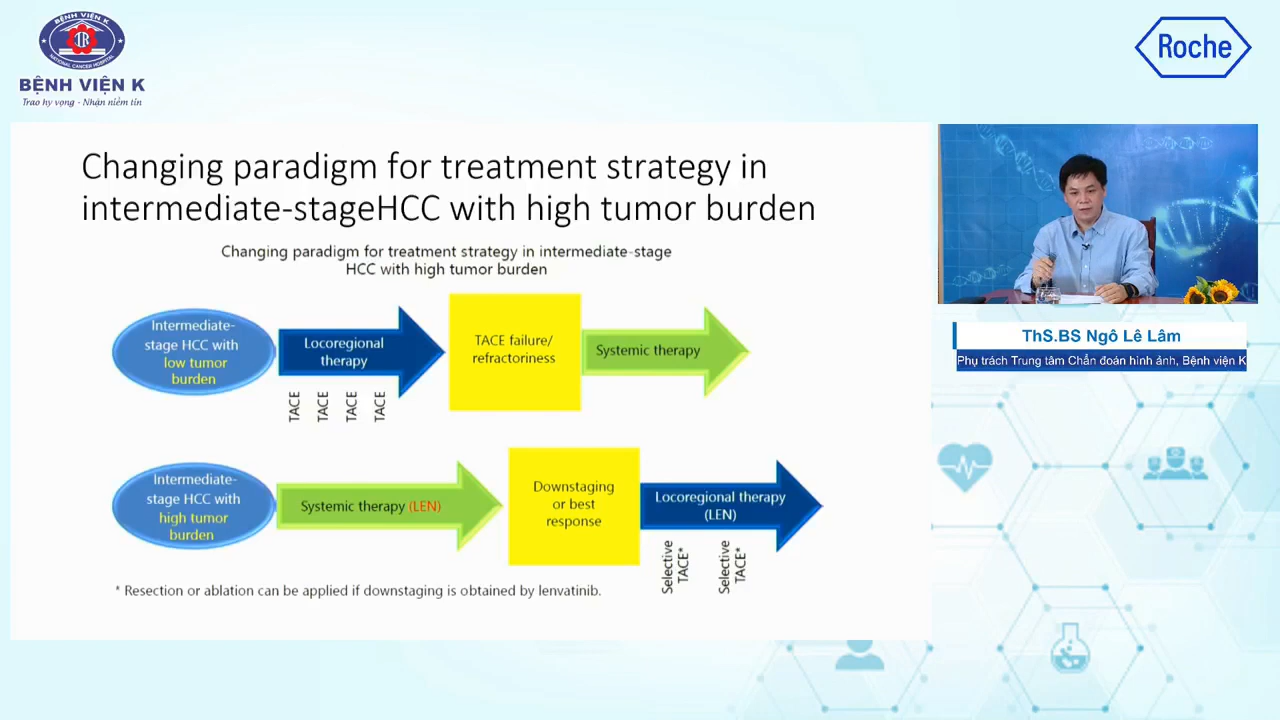 BỆNH VIỆN K
NATIONAL CANCER HOSPITAL
BỆNH VIỆN K
Trao hy vọng - Nhận niềm tin
Roche
Changing paradigm for treatment strategy in
intermediate-stageHCC with high tumor burden
Changing paradigm for treatment strategy in intermediate-stage
HCC with high tumor burden
Intermediate-
stage HCC with
low tumor
burden
Locoregional
therapy
TACE
TACE
TACE
TACE
TACE failure/
refractoriness
Systemic therapy
Intermediate-
stage HCC with
high tumor
burden
Systemic therapy (LEN)
Downstaging
or best
response
Locoregional therapy
(LEN)
Selective
TACE*
Selective
TACE*
* Resection or ablation can be applied if downstaging is obtained by lenvatinib.
ThS.BS Ngô Lê Lâm
Phụ trách Trung tâm Chẩn đoán hình ảnh, Bệnh viện K